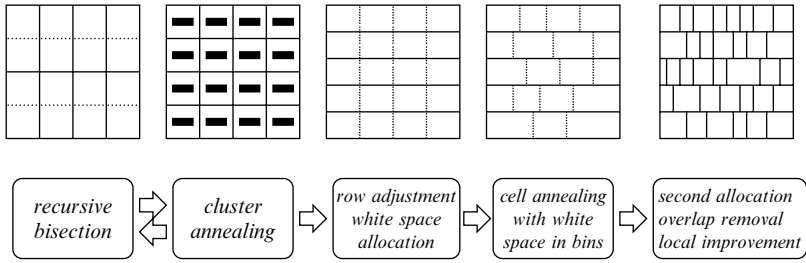 recursive
bisection
cluster
annealing
row adjustment
white space
allocation
cell annealing
with white
space in bins
second allocation
overlap removal
local improvement